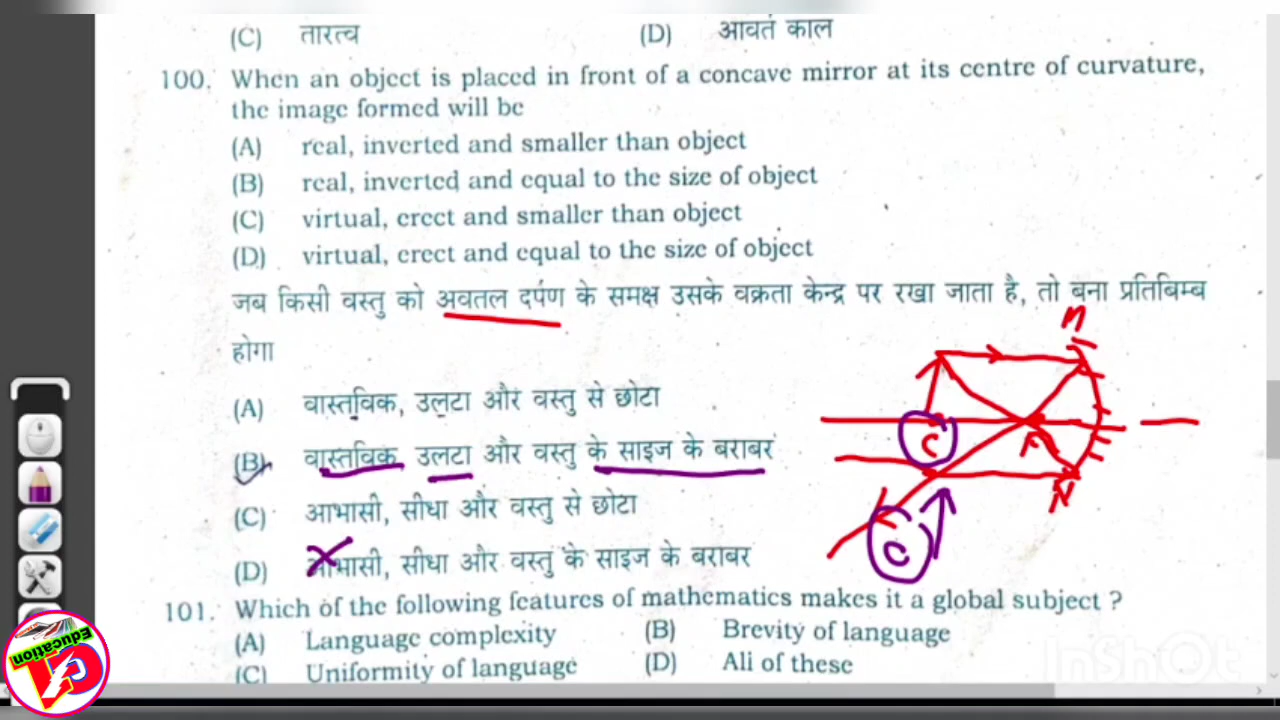 (C) तारत्व (D) आवर्त काल
100. When an object is placed in front of a concave mirror at its centre of curvature,
the image formed will be
(A) real, inverted and smaller than object
(B) real, inverted and equal to the size of object
(C) virtual, erect and smaller than object
(D) virtual, erect and equal to the size of object
जब किसी वस्तु को अवतल दर्पण के समक्ष उसके वक्रता केन्द्र पर रखा जाता है, तो बना प्रतिबिम्ब
होगा
M
(A) वास्तविक, उलटा और वस्तु से छोटा
(B) वास्तविक, उलटा और वस्तु के साइज के बराबर
C F
N
(C) आभासी, सीधा और वस्तु से छोटा
C
(D) आभासी, सीधा और वस्तु के साइज के बराबर
101. Which of the following features of mathematics makes it a global subject ?
(A) Language complexity (B) Brevity of language
(C) Uniformity of language (D) All of these
Education
InShOt